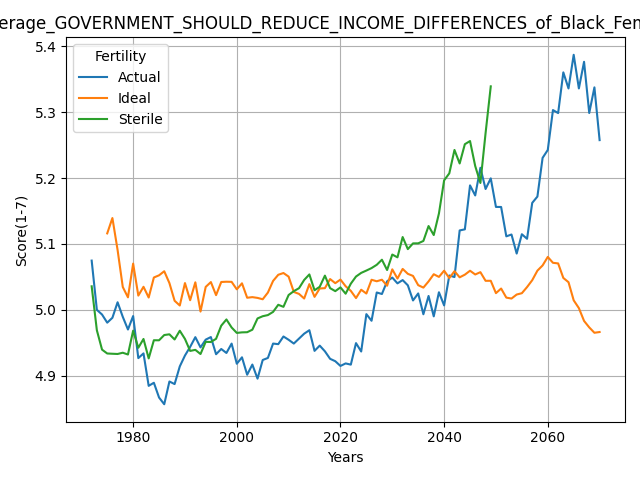 erage_GOVERNMENT_SHOULD_REDUCE_INCOME_DIFFERENCES_of_Black_Fen
Fertility
Actual
Ideal
Sterile
Score(1-7)
5.4
5.3
5.2
5.1
5.0
4.9
1980 2000 2020 2040 2060
Years